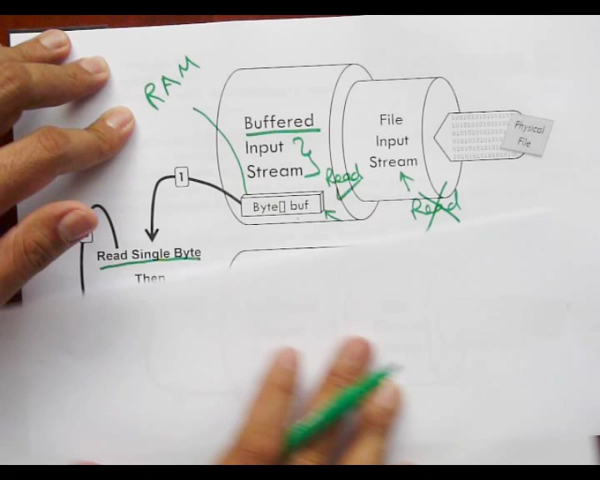 RAM
Buffered
Input
Stream
File
Input
Stream
Physical
File
Read
Read
Byte[] buf
1
Read Single Byte
Then